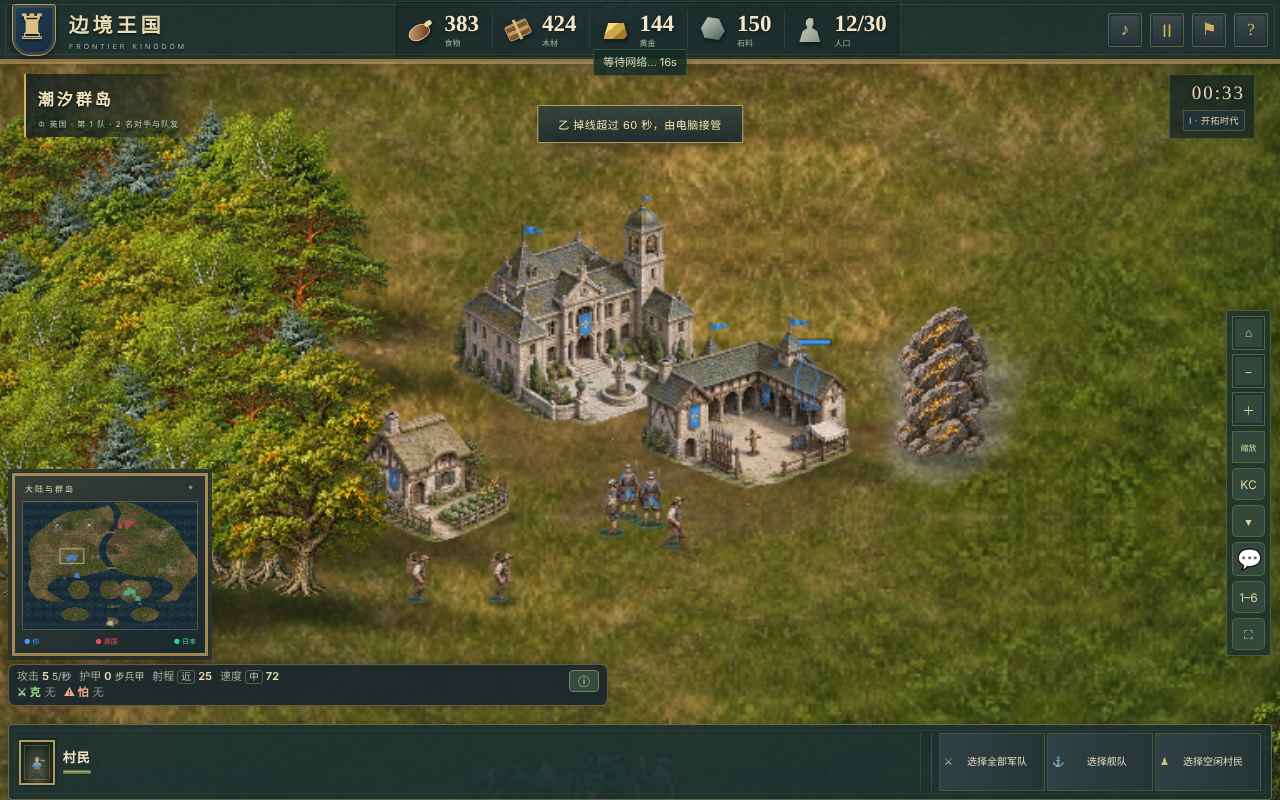 边境王国
FRONTIER KINGDOM
383
食物
424
木材
144
黄金
150
石料
12/30
人口
等待网络... 16s
潮汐群岛
英国 · 第 1 队 · 2 名对手与队友
乙 掉线超过 60 秒，由电脑接管
00:33
I · 开拓时代
缩放
KC
1–6
大陆与群岛
你
英国
日本
攻击 5 5/秒 护甲 0 步兵甲 射程 近 25 速度 中 72
克 无 怕 无
村民
选择全部军队
选择舰队
选择空闲村民